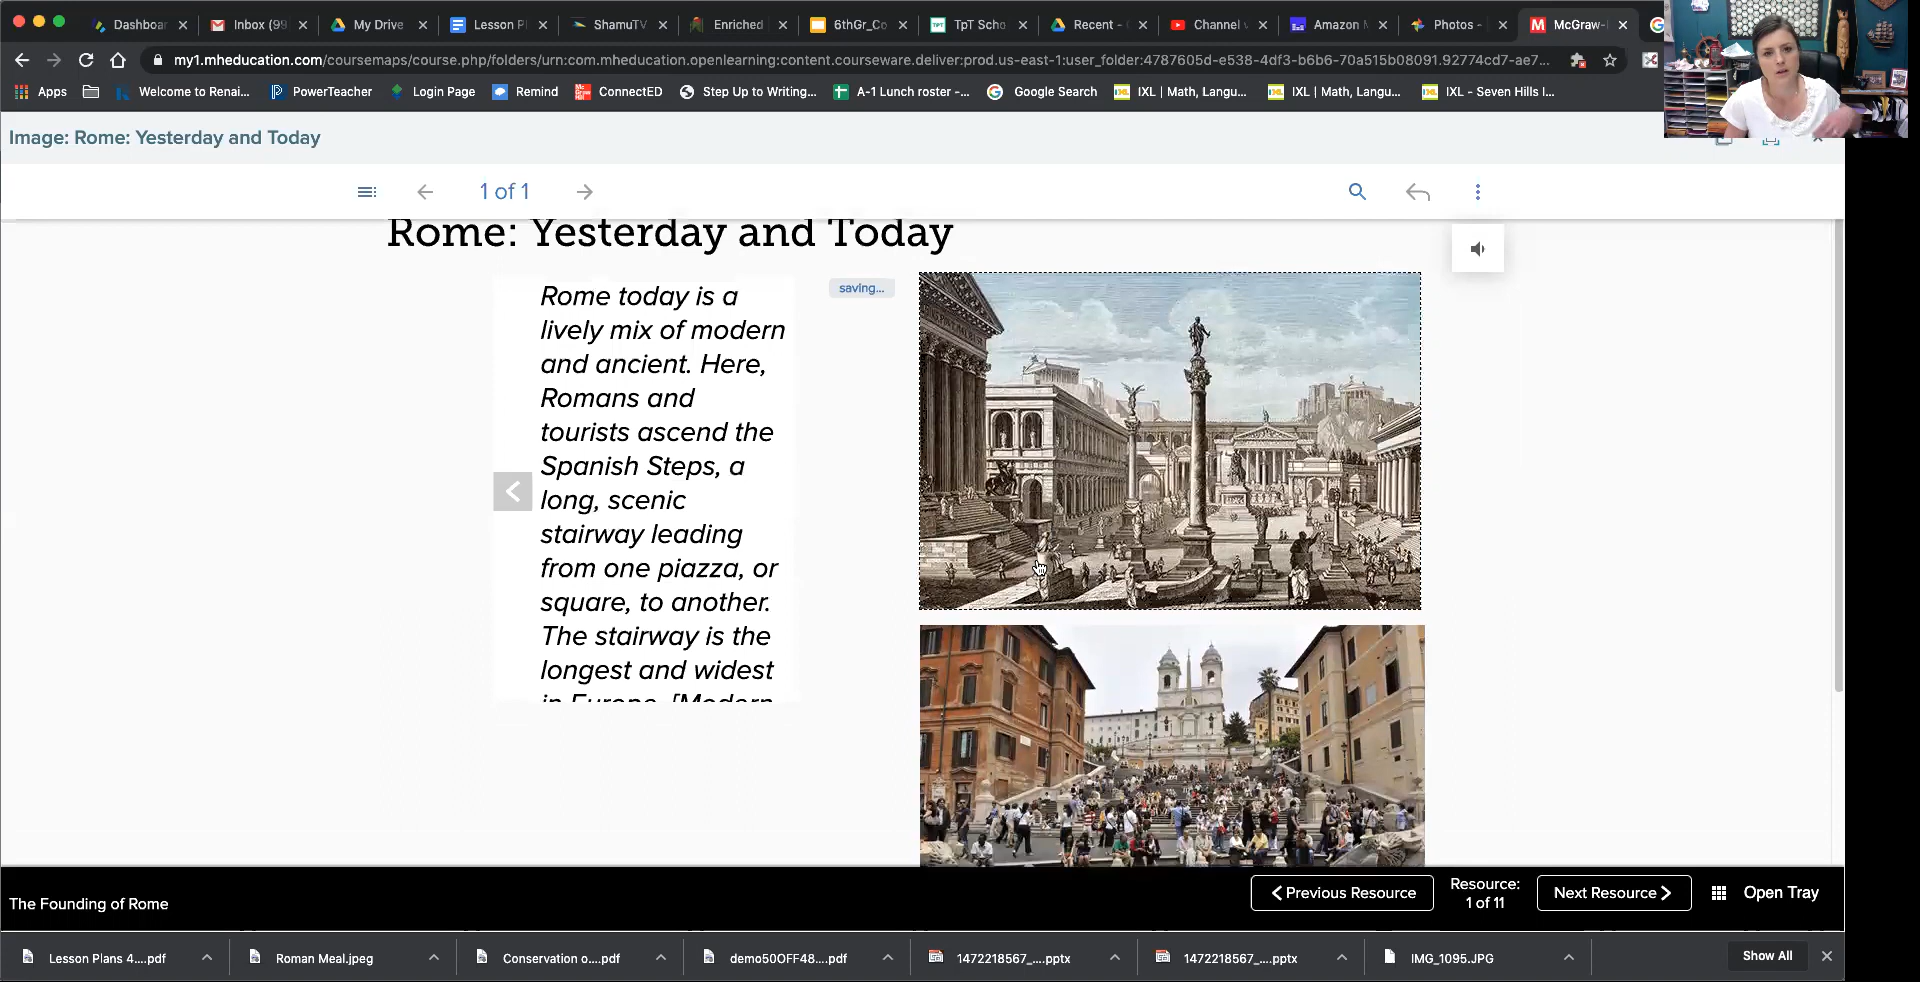 Dashboar
Inbox (99
My Drive
Lesson P
ShamuTV
Enriched
6thGr_Co
TpT Scho
Recent -
Channel
Amazon
Photos -
McGraw-
my1.mheducation.com/coursemaps/course.php/folders/urn:com.mheducation.openlearning:content.courseware.deliver:prod.us-east-1:user_folder:4787605d-e538-4df3-b6b6-70a515b08091.92774cd7-ae7...
Apps
Welcome to Renai...
PowerTeacher
Login Page
Remind
ConnectED
Step Up to Writing...
A-1 Lunch roster -...
Google Search
IXL | Math, Langu...
IXL | Math, Langu...
IXL - Seven Hills I...
Image: Rome: Yesterday and Today
1 of 1
Rome: Yesterday and Today
saving...
Rome today is a
lively mix of modern
and ancient. Here,
Romans and
tourists ascend the
Spanish Steps, a
long, scenic
stairway leading
from one piazza, or
square, to another.
The stairway is the
longest and widest
in Europe. [Modern
The Founding of Rome
Previous Resource
Resource:
1 of 11
Next Resource
Open Tray
Lesson Plans 4....pdf
Roman Meal.jpeg
Conservation o....pdf
demo50OFF48....pdf
1472218567_....pptx
1472218567_....pptx
IMG_1095.JPG
Show All